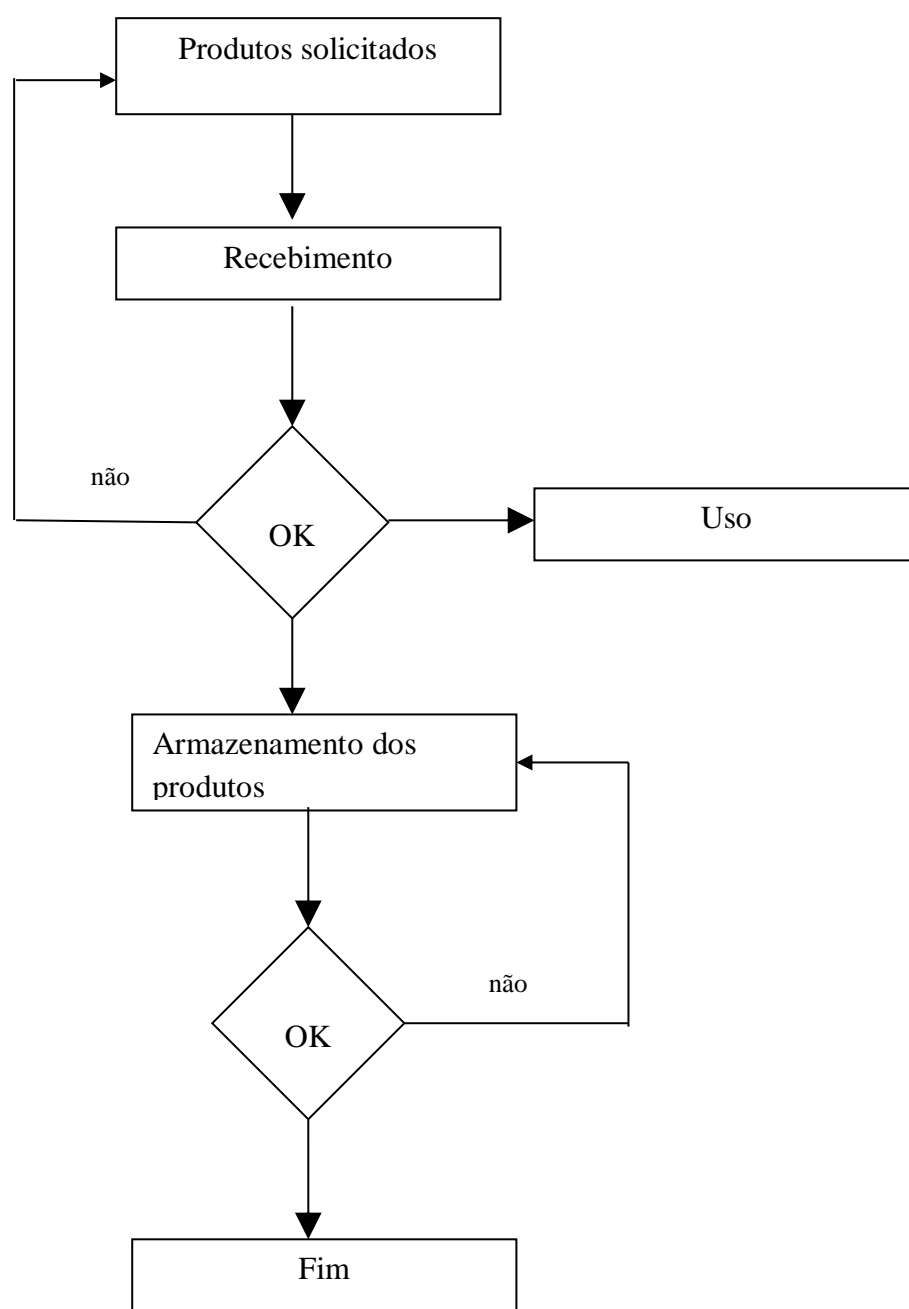 Produtos solicitados
Recebimento
não
OK
Uso
Armazenamento dos
produtos
não
OK
Fim